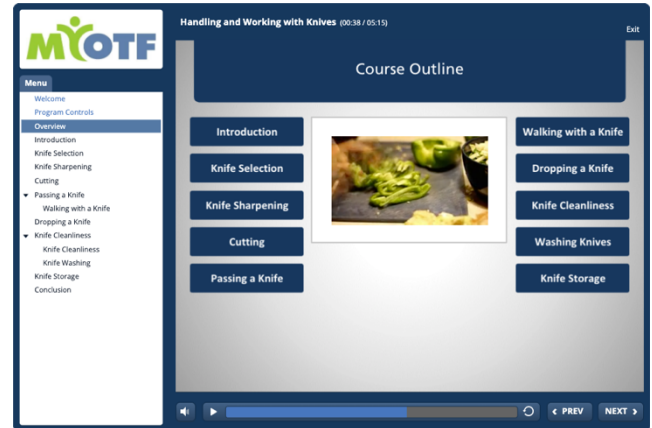 MYOTF
Handling and Working with Knives (00:38 / 05:15)
Exit
Menu
Welcome
Program Controls
Overview
Introduction
Knife Selection
Knife Sharpening
Cutting
Passing a Knife
Walking with a Knife
Dropping a Knife
Knife Cleanliness
Knife Cleanliness
Knife Washing
Knife Storage
Conclusion
Course Outline
Introduction
Knife Selection
Knife Sharpening
Cutting
Passing a Knife
Walking with a Knife
Dropping a Knife
Knife Cleanliness
Washing Knives
Knife Storage
PREV
NEXT